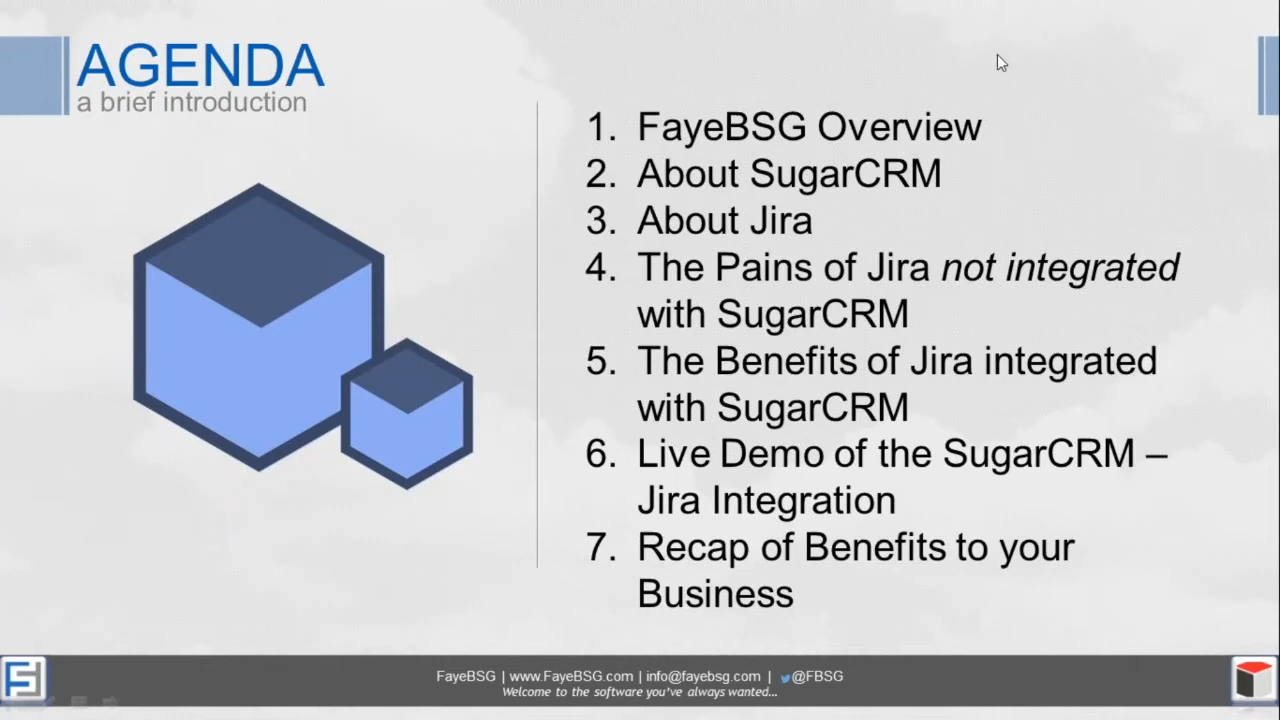 AGENDA
a brief introduction
1. FayeBSG Overview
2. About SugarCRM
3. About Jira
4. The Pains of Jira not integrated
with SugarCRM
5. The Benefits of Jira integrated
with SugarCRM
6. Live Demo of the SugarCRM –
Jira Integration
7. Recap of Benefits to your
Business
FayeBSG | www.FayeBSG.com | info@fayebsg.com | @FBSG
Welcome to the software you've always wanted...